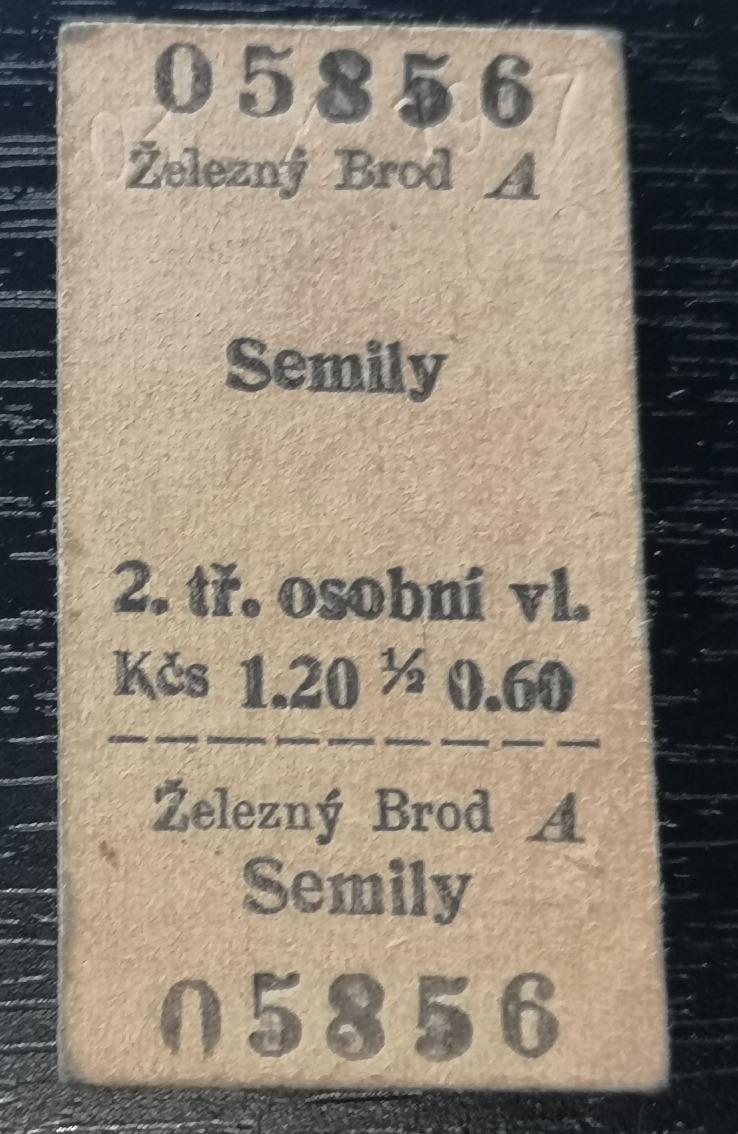 05856
Železný Brod A
Semily
2. tř. osobní vl.
Kčs 1.20 ½ 0.60
Železný Brod A
Semily
05856